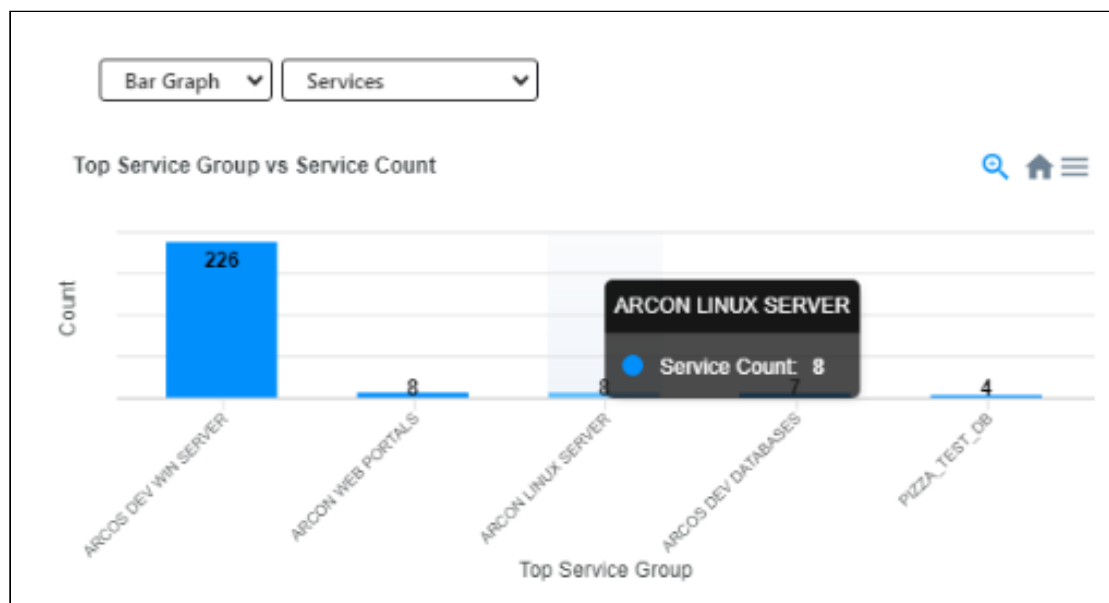 Bar Graph
Services
Top Service Group vs Service Count
Count
226
8
8
7
4
ARCON LINUX SERVER
Service Count: 8
ARCOS DEV WIN SERVER
ARCON WEB PORTALS
ARCON LINUX SERVER
ARCOS DEV DATABASES
PIZZA_TEST_DB
Top Service Group